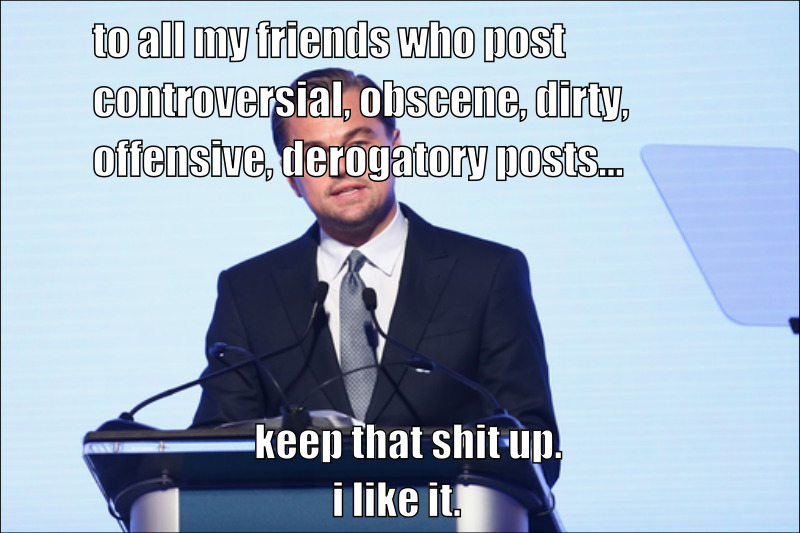 to all my friends who post
controversial, obscene, dirty,
offensive, derogatory posts...
keep that shit up.
i like it.